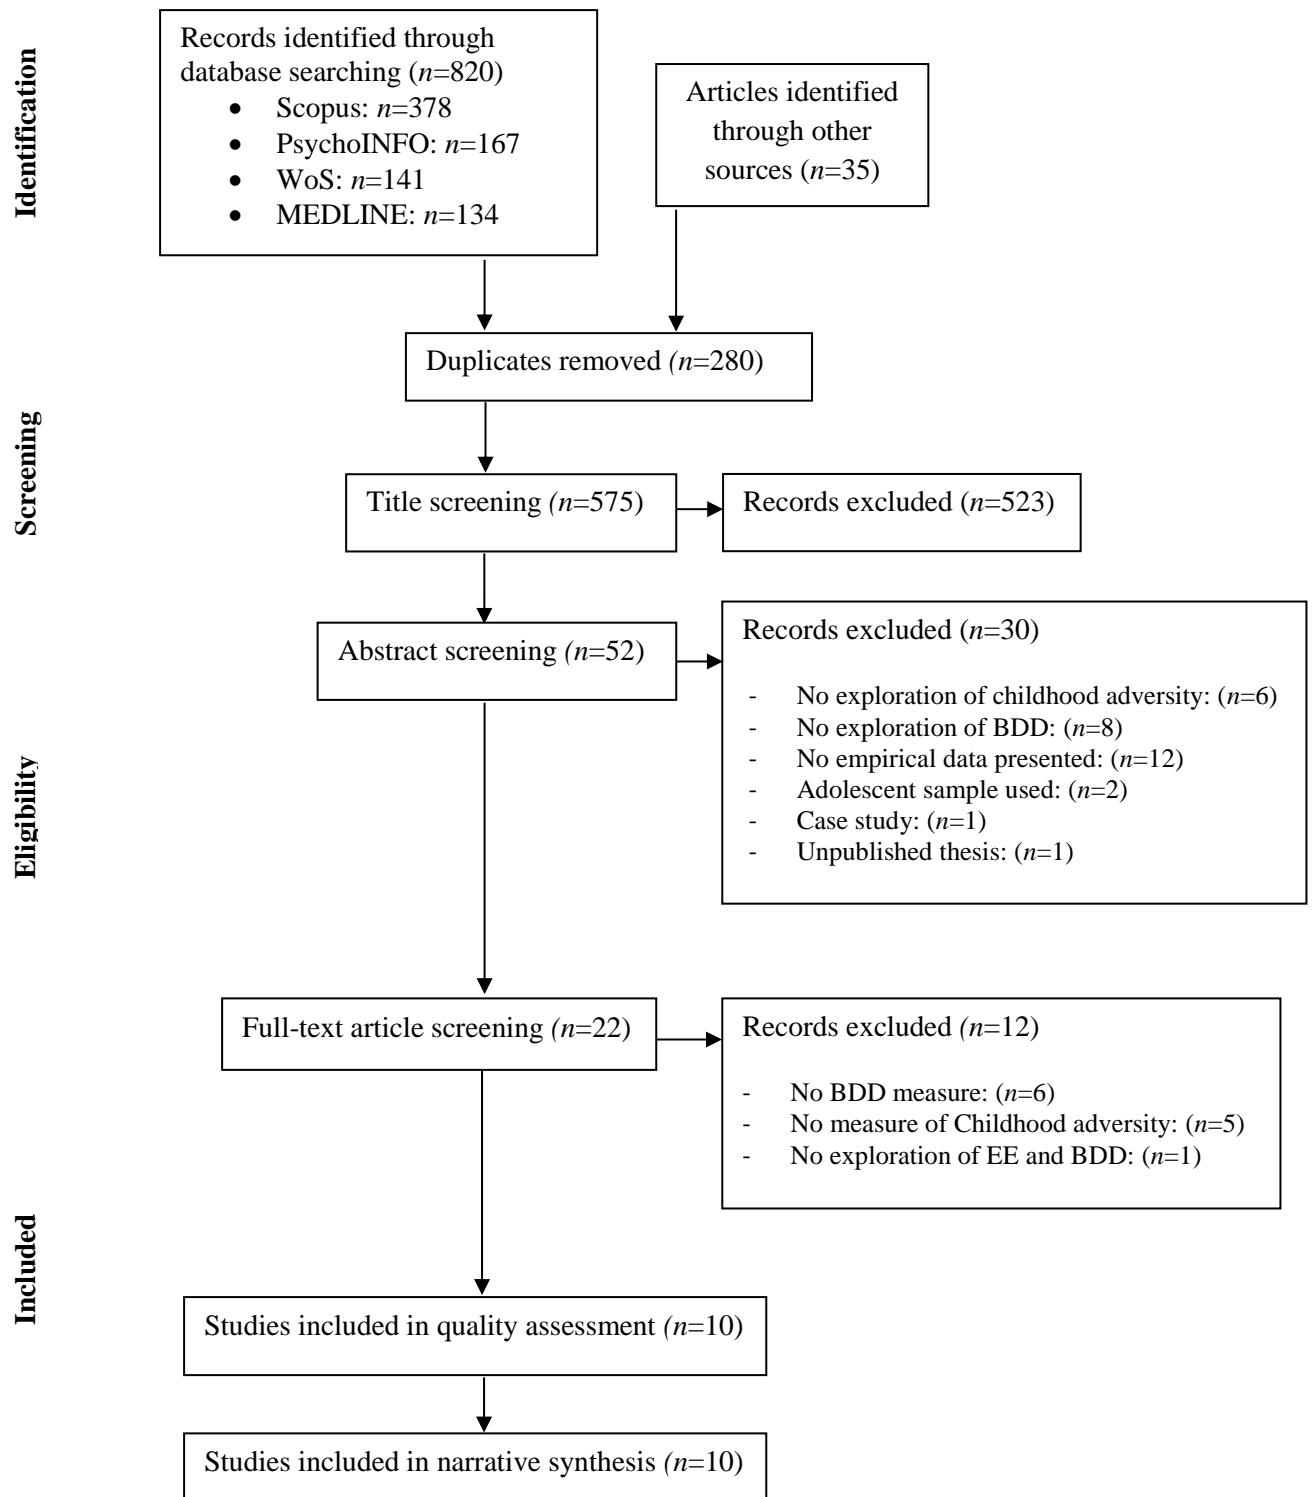 Identification
Records identified through
database searching (n=820)
• Scopus: n=378
• PsychoINFO: n=167
• WoS: n=141
• MEDLINE: n=134
Articles identified
through other
sources (n=35)
Duplicates removed (n=280)
Screening
Title screening (n=575)
Records excluded (n=523)
Abstract screening (n=52)
Records excluded (n=30)
- No exploration of childhood adversity: (n=6)
- No exploration of BDD: (n=8)
- No empirical data presented: (n=12)
- Adolescent sample used: (n=2)
- Case study: (n=1)
- Unpublished thesis: (n=1)
Eligibility
Full-text article screening (n=22)
Records excluded (n=12)
- No BDD measure: (n=6)
- No measure of Childhood adversity: (n=5)
- No exploration of EE and BDD: (n=1)
Included
Studies included in quality assessment (n=10)
Studies included in narrative synthesis (n=10)